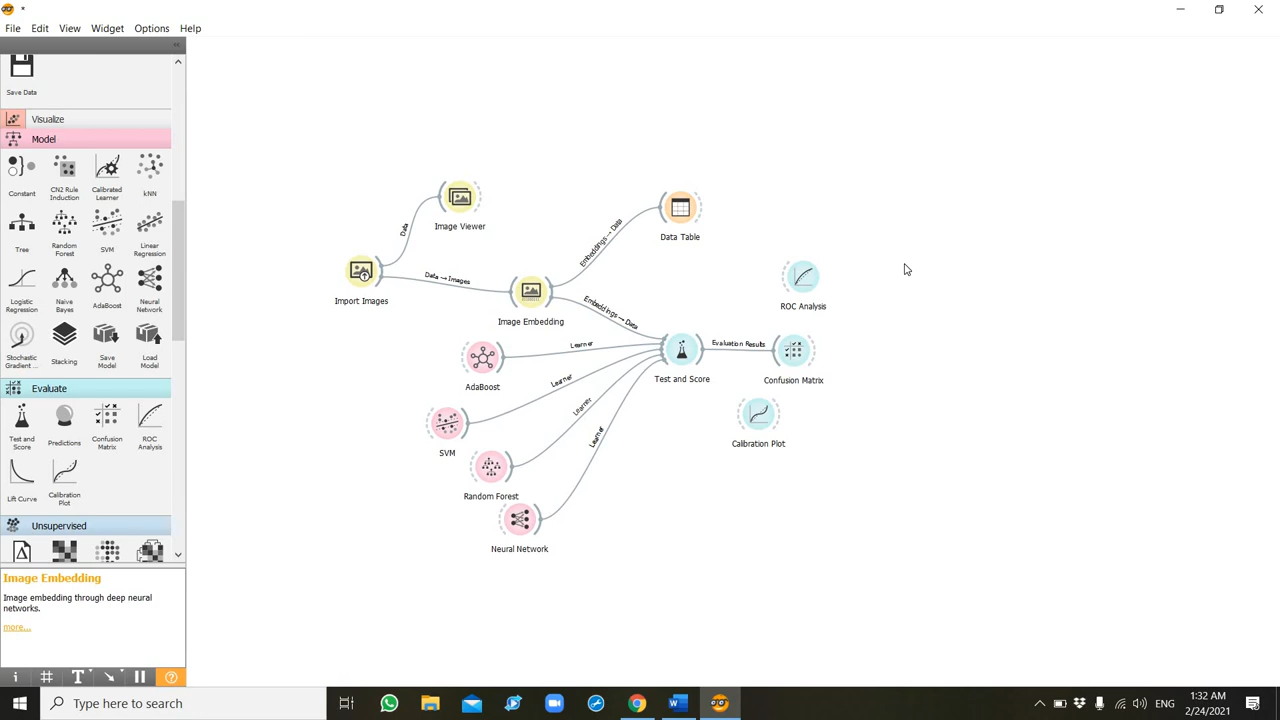 *
File Edit View Widget Options Help
Save Data
Visualize
Model
Constant
CN2 Rule
Induction
Calibrated
Learner
kNN
Tree
Random
Forest
SVM
Linear
Regression
Logistic
Regression
Naive
Bayes
AdaBoost
Neural
Network
Stochastic
Gradient ...
Stacking
Save
Model
Load
Model
Evaluate
Test and
Score
Predictions
Confusion
Matrix
ROC
Analysis
Lift Curve
Calibration
Plot
Unsupervised
Image Embedding
Image embedding through deep neural
networks.
more...
Image Viewer
Data
Import Images
Data → Images
Image Embedding
Embeddings → Data
Data Table
Embeddings → Data
ROC Analysis
AdaBoost
Learner
Test and Score
Evaluation Results
Confusion Matrix
SVM
Learner
Calibration Plot
Random Forest
Learner
Neural Network
Learner
Type here to search
ENG
1:32 AM
2/24/2021